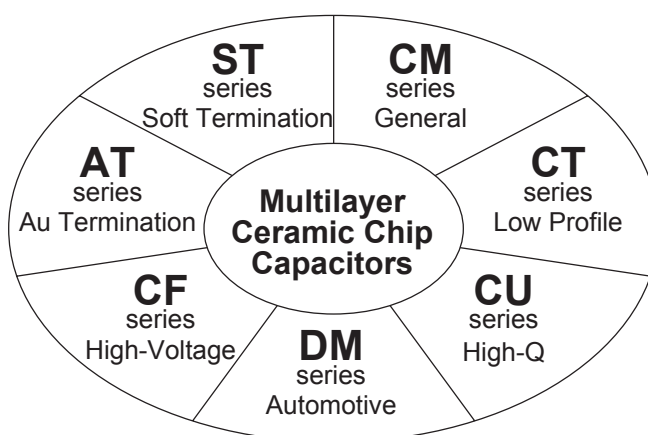 ST
series
Soft Termination
CM
series
General
AT
series
Au Termination
Multilayer
Ceramic Chip
Capacitors
CT
series
Low Profile
CF
series
High-Voltage
DM
series
Automotive
CU
series
High-Q